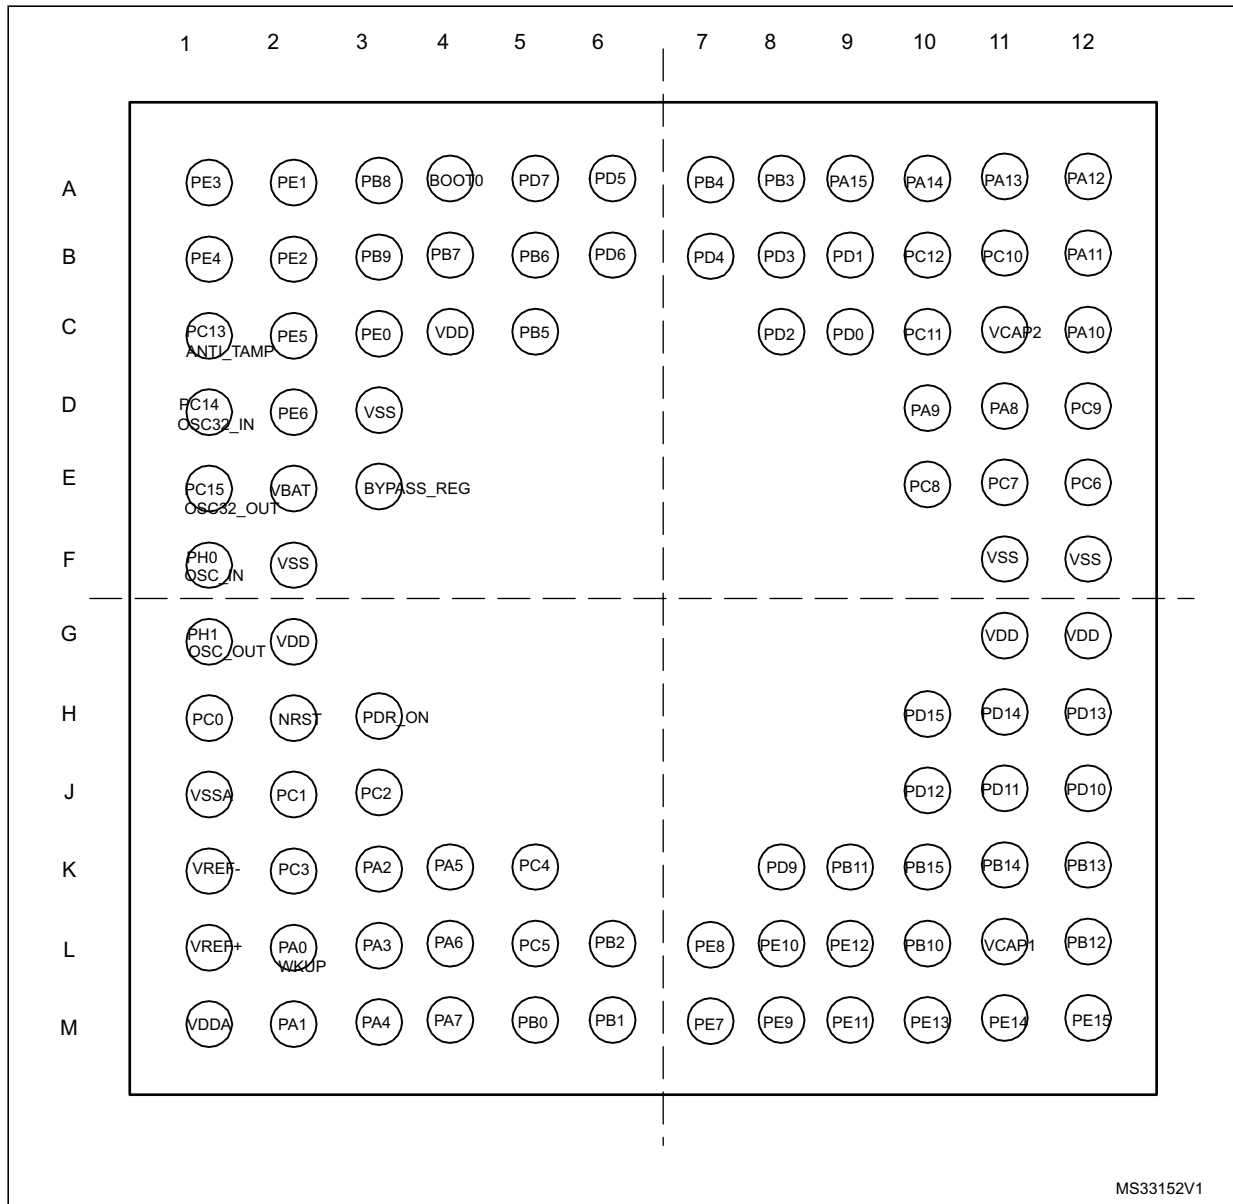 1 2 3 4 5 6 7 8 9 10 11 12
A PE3 PE1 PB8 BOOT0 PD7 PD5 PB4 PB3 PA15 PA14 PA13 PA12
B PE4 PE2 PB9 PB7 PB6 PD6 PD4 PD3 PD1 PC12 PC10 PA11
C PC13 PE5 PE0 VDD PB5 PD2 PD0 PC11 VCAP2 PA10
ANTI_TAMP
D PC14 PE6 VSS PA9 PA8 PC9
OSC32_IN
E PC15 VBAT BYPASS_REG PC8 PC7 PC6
OSC32_OUT
F PH0 VSS VSS VSS
OSC_IN
G PH1 VDD VDD VDD
OSC_OUT
H PC0 NRST PDR_ON PD15 PD14 PD13
J VSSA PC1 PC2 PD12 PD11 PD10
K VREF- PC3 PA2 PA5 PC4 PD9 PB11 PB15 PB14 PB13
L VREF+ PA0 PA3 PA6 PC5 PB2 PE8 PE10 PE12 PB10 VCAP1 PB12
WKUP
M VDDA PA1 PA4 PA7 PB0 PB1 PE7 PE9 PE11 PE13 PE14 PE15
MS33152V1